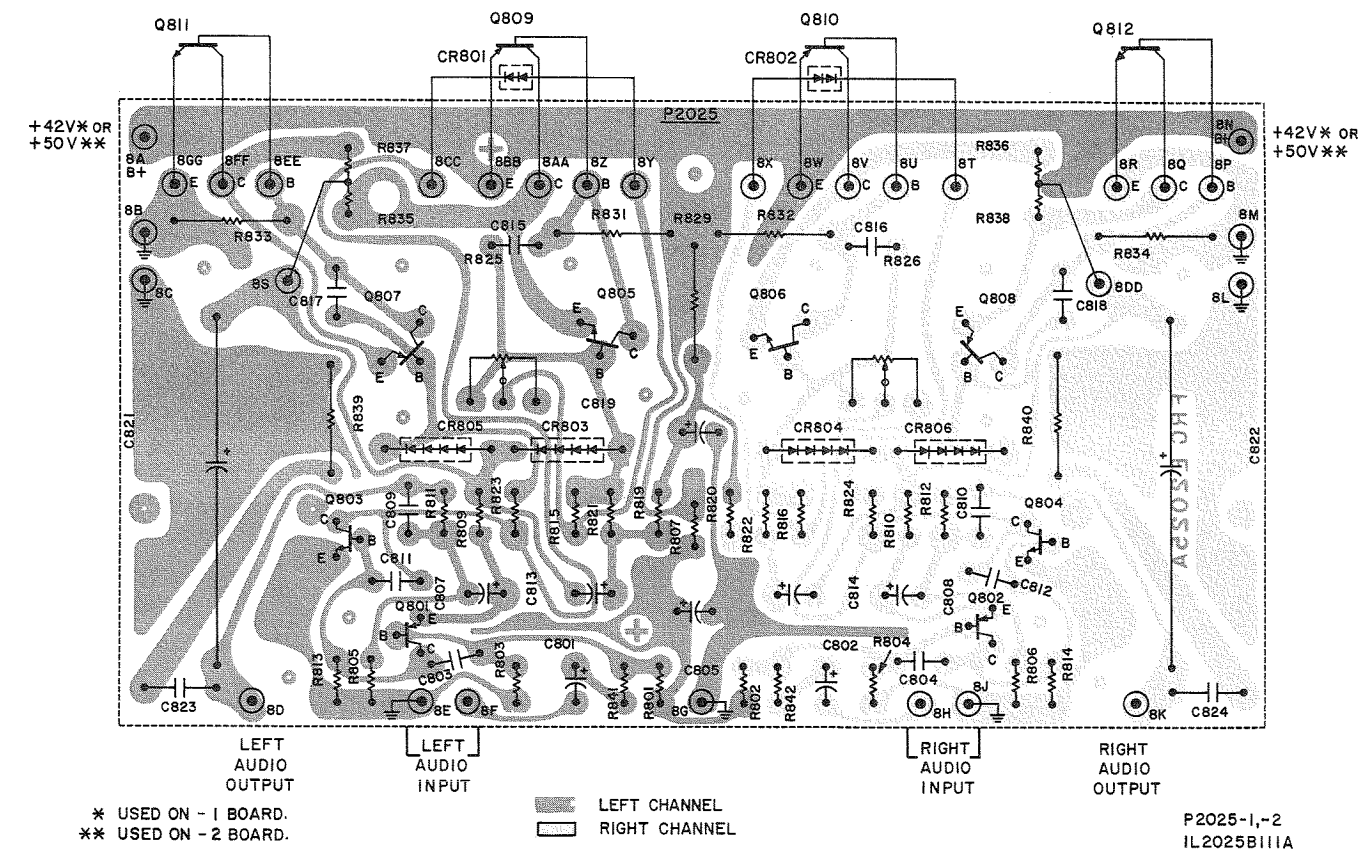 Q811
Q809
Q810
Q812
CR801
CR802
P2025
+42V* OR
+50V**
+42V* OR
+50V**
8A
B+
8GG
8FF
8EE
R837
8CC
8BB
8AA
8Z
8Y
8X
8W
8V
8U
8T
R836
8R
8Q
8P
8N
B+
E
C
B
E
C
B
E
C
B
E
C
B
8B
R833
R835
C815
R831
R829
R832
C816
R838
R834
8M
R825
R826
8C
8S
C817
Q807
Q805
Q806
Q808
C818
8DD
8L
C
E
B
E
C
B
C
E
B
E
B
C
C821
R839
CR805
CR803
C819
CR804
CR806
R840
C822
FRC P2025A
Q803
C809
R811
R809
R823
R815
R821
R819
R807
R820
R822
R816
R824
R810
R812
C810
Q804
C
B
E
C
B
E
C811
C807
C813
C814
C808
C812
Q801
Q802
E
B
C
E
B
C
R813
R805
C803
R803
C801
R841
R801
C805
R802
R842
C802
R804
C804
R806
R814
C823
8D
8E
8F
8G
8H
8J
8K
C824
LEFT
AUDIO
OUTPUT
LEFT
AUDIO
INPUT
RIGHT
AUDIO
INPUT
RIGHT
AUDIO
OUTPUT
* USED ON -1 BOARD.
** USED ON -2 BOARD.
LEFT CHANNEL
RIGHT CHANNEL
P2025-1,-2
1L2025B111A